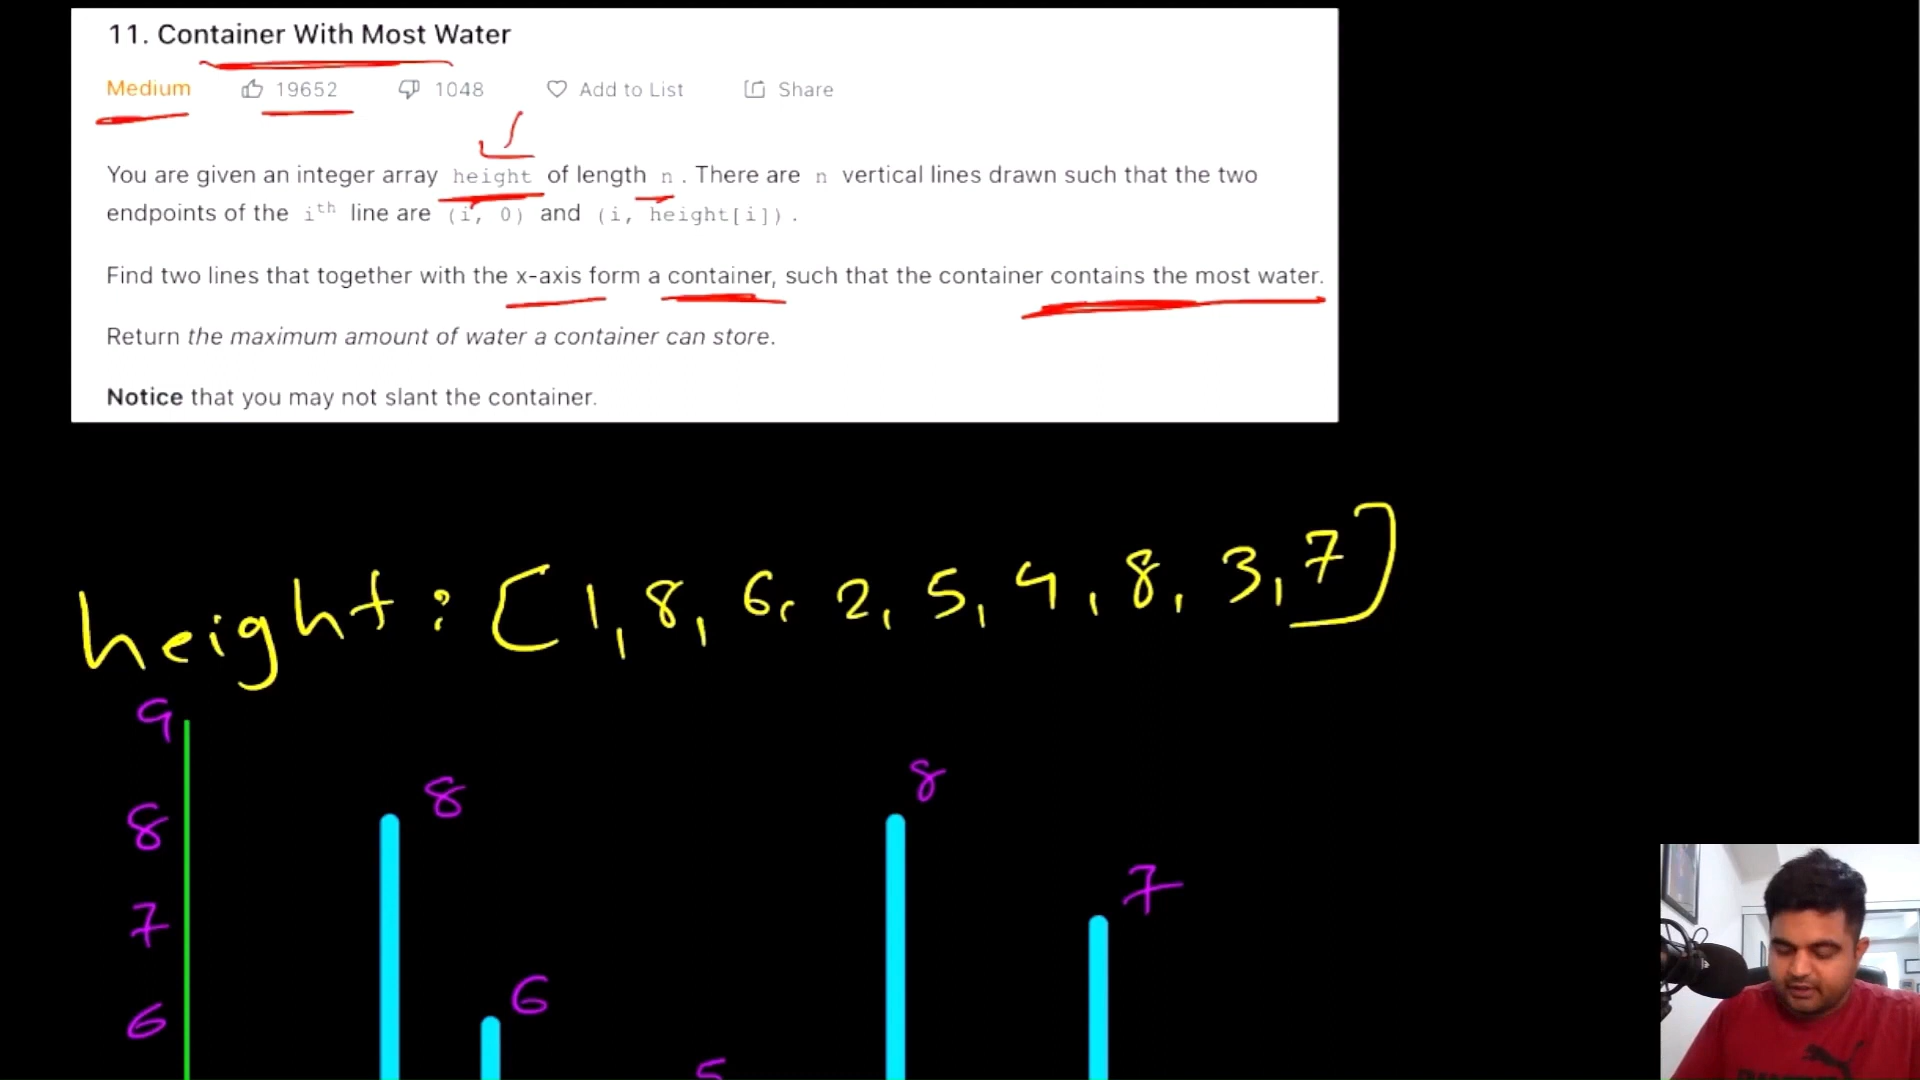 11. Container With Most Water
Medium 19652 1048 Add to List Share
You are given an integer array height of length n. There are n vertical lines drawn such that the two
endpoints of the ith line are (i, 0) and (i, height[i]).
Find two lines that together with the x-axis form a container, such that the container contains the most water.
Return the maximum amount of water a container can store.
Notice that you may not slant the container.
height: [1, 8, 6, 2, 5, 4, 8, 3, 7]
9
8 8 8
7 7
6 6
5